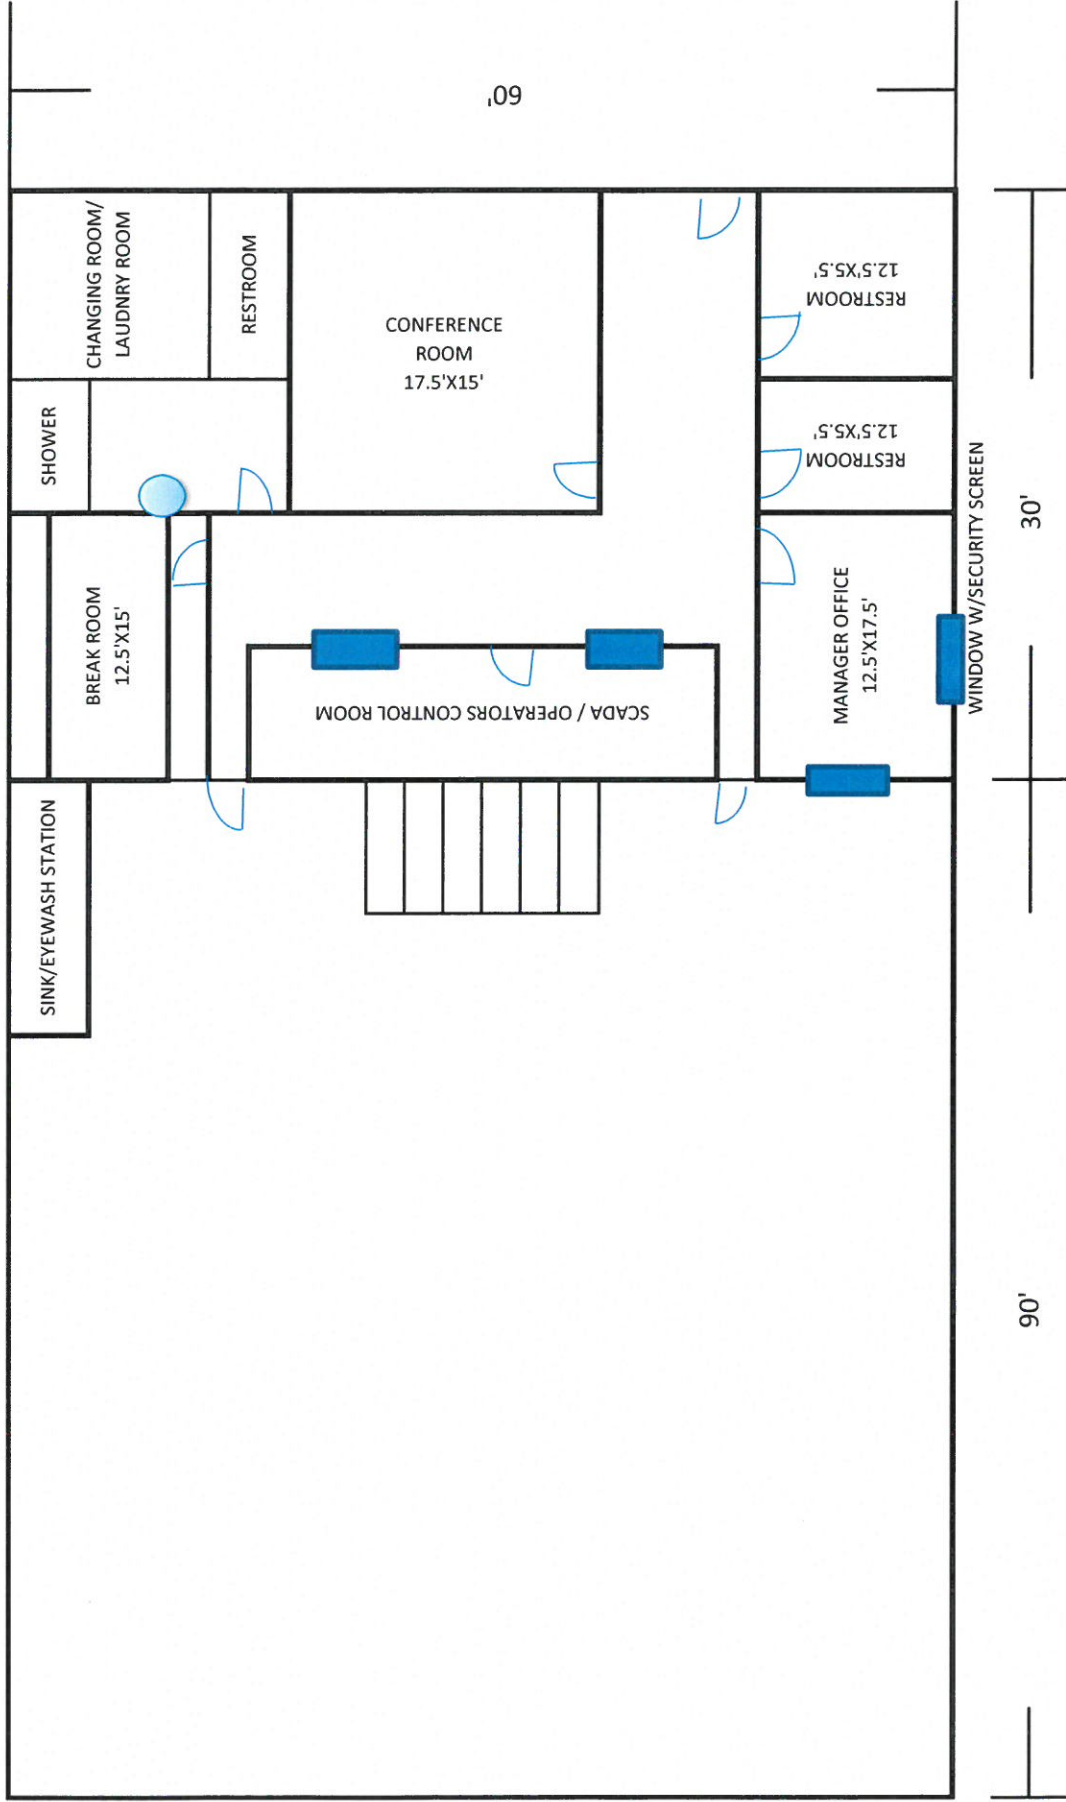 60'
CHANGING ROOM/
LAUDNRY ROOM
RESTROOM
SHOWER
CONFERENCE
ROOM
17.5'X15'
RESTROOM
12.5'X5.5'
RESTROOM
12.5'X5.5'
BREAK ROOM
12.5'X15'
SCADA / OPERATORS CONTROL ROOM
MANAGER OFFICE
12.5'X17.5'
WINDOW W/SECURITY SCREEN
30'
SINK/EYEWASH STATION
90'